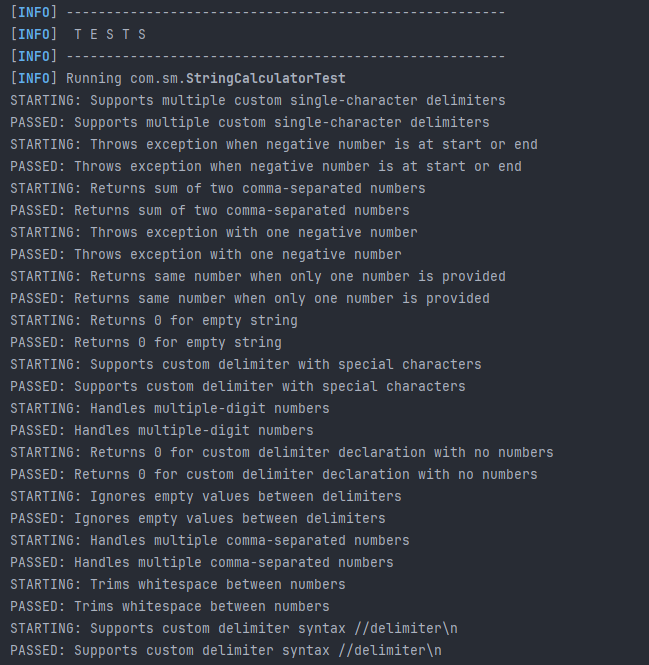 [INFO] -------------------------------------------------------
[INFO]  T E S T S
[INFO] -------------------------------------------------------
[INFO] Running com.sm.StringCalculatorTest
STARTING: Supports multiple custom single-character delimiters
PASSED: Supports multiple custom single-character delimiters
STARTING: Throws exception when negative number is at start or end
PASSED: Throws exception when negative number is at start or end
STARTING: Returns sum of two comma-separated numbers
PASSED: Returns sum of two comma-separated numbers
STARTING: Throws exception with one negative number
PASSED: Throws exception with one negative number
STARTING: Returns same number when only one number is provided
PASSED: Returns same number when only one number is provided
STARTING: Returns 0 for empty string
PASSED: Returns 0 for empty string
STARTING: Supports custom delimiter with special characters
PASSED: Supports custom delimiter with special characters
STARTING: Handles multiple-digit numbers
PASSED: Handles multiple-digit numbers
STARTING: Returns 0 for custom delimiter declaration with no numbers
PASSED: Returns 0 for custom delimiter declaration with no numbers
STARTING: Ignores empty values between delimiters
PASSED: Ignores empty values between delimiters
STARTING: Handles multiple comma-separated numbers
PASSED: Handles multiple comma-separated numbers
STARTING: Trims whitespace between numbers
PASSED: Trims whitespace between numbers
STARTING: Supports custom delimiter syntax //delimiter\n
PASSED: Supports custom delimiter syntax //delimiter\n